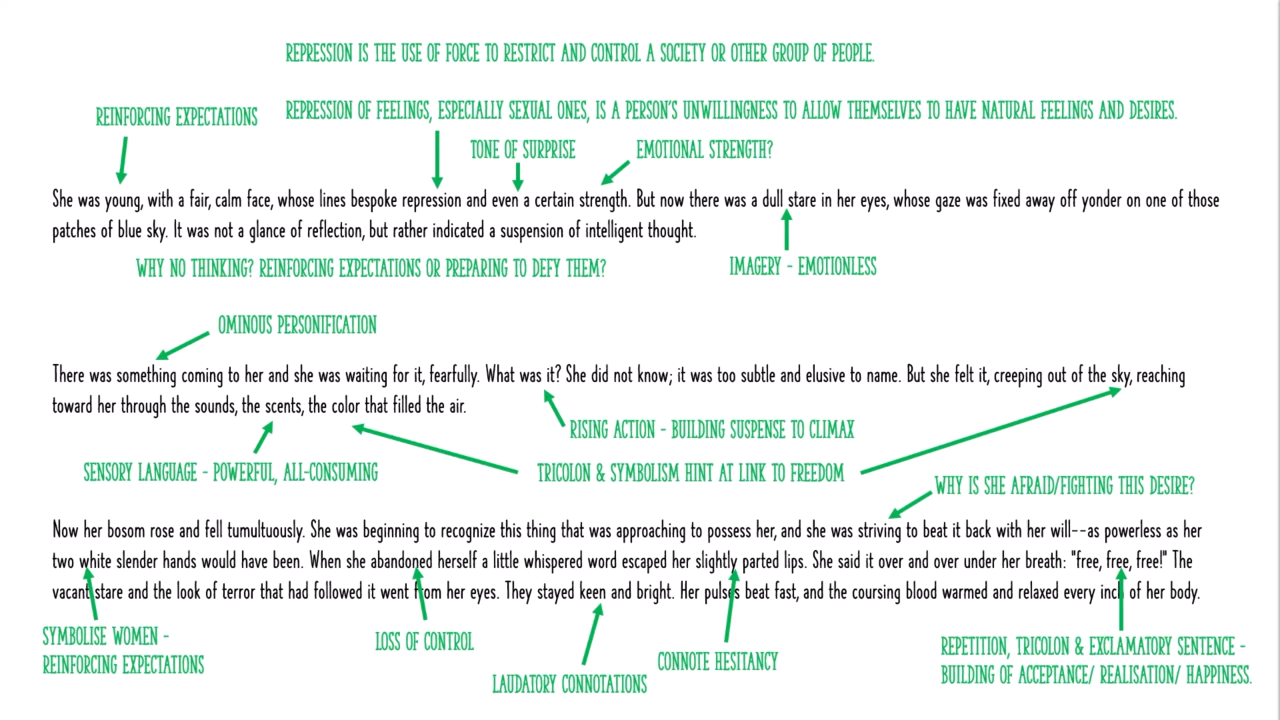 REPRESSION IS THE USE OF FORCE TO RESTRICT AND CONTROL A SOCIETY OR OTHER GROUP OF PEOPLE.
REINFORCING EXPECTATIONS
REPRESSION OF FEELINGS, ESPECIALLY SEXUAL ONES, IS A PERSON'S UNWILLINGNESS TO ALLOW THEMSELVES TO HAVE NATURAL FEELINGS AND DESIRES.
TONE OF SURPRISE
EMOTIONAL STRENGTH?
She was young, with a fair, calm face, whose lines bespoke repression and even a certain strength. But now there was a dull stare in her eyes, whose gaze was fixed away off yonder on one of those
patches of blue sky. It was not a glance of reflection, but rather indicated a suspension of intelligent thought.
WHY NO THINKING? REINFORCING EXPECTATIONS OR PREPARING TO DEFY THEM?
IMAGERY - EMOTIONLESS
OMINOUS PERSONIFICATION
There was something coming to her and she was waiting for it, fearfully. What was it? She did not know; it was too subtle and elusive to name. But she felt it, creeping out of the sky, reaching
toward her through the sounds, the scents, the color that filled the air.
RISING ACTION - BUILDING SUSPENSE TO CLIMAX
SENSORY LANGUAGE - POWERFUL, ALL-CONSUMING
TRICOLON & SYMBOLISM HINT AT LINK TO FREEDOM
WHY IS SHE AFRAID/FIGHTING THIS DESIRE?
Now her bosom rose and fell tumultuously. She was beginning to recognize this thing that was approaching to possess her, and she was striving to beat it back with her will--as powerless as her
two white slender hands would have been. When she abandoned herself a little whispered word escaped her slightly parted lips. She said it over and over under her breath: "free, free, free!" The
vacant stare and the look of terror that had followed it went from her eyes. They stayed keen and bright. Her pulses beat fast, and the coursing blood warmed and relaxed every inch of her body.
SYMBOLISE WOMEN -
REINFORCING EXPECTATIONS
LOSS OF CONTROL
LAUDATORY CONNOTATIONS
CONNOTE HESITANCY
REPETITION, TRICOLON & EXCLAMATORY SENTENCE -
BUILDING OF ACCEPTANCE/ REALISATION/ HAPPINESS.